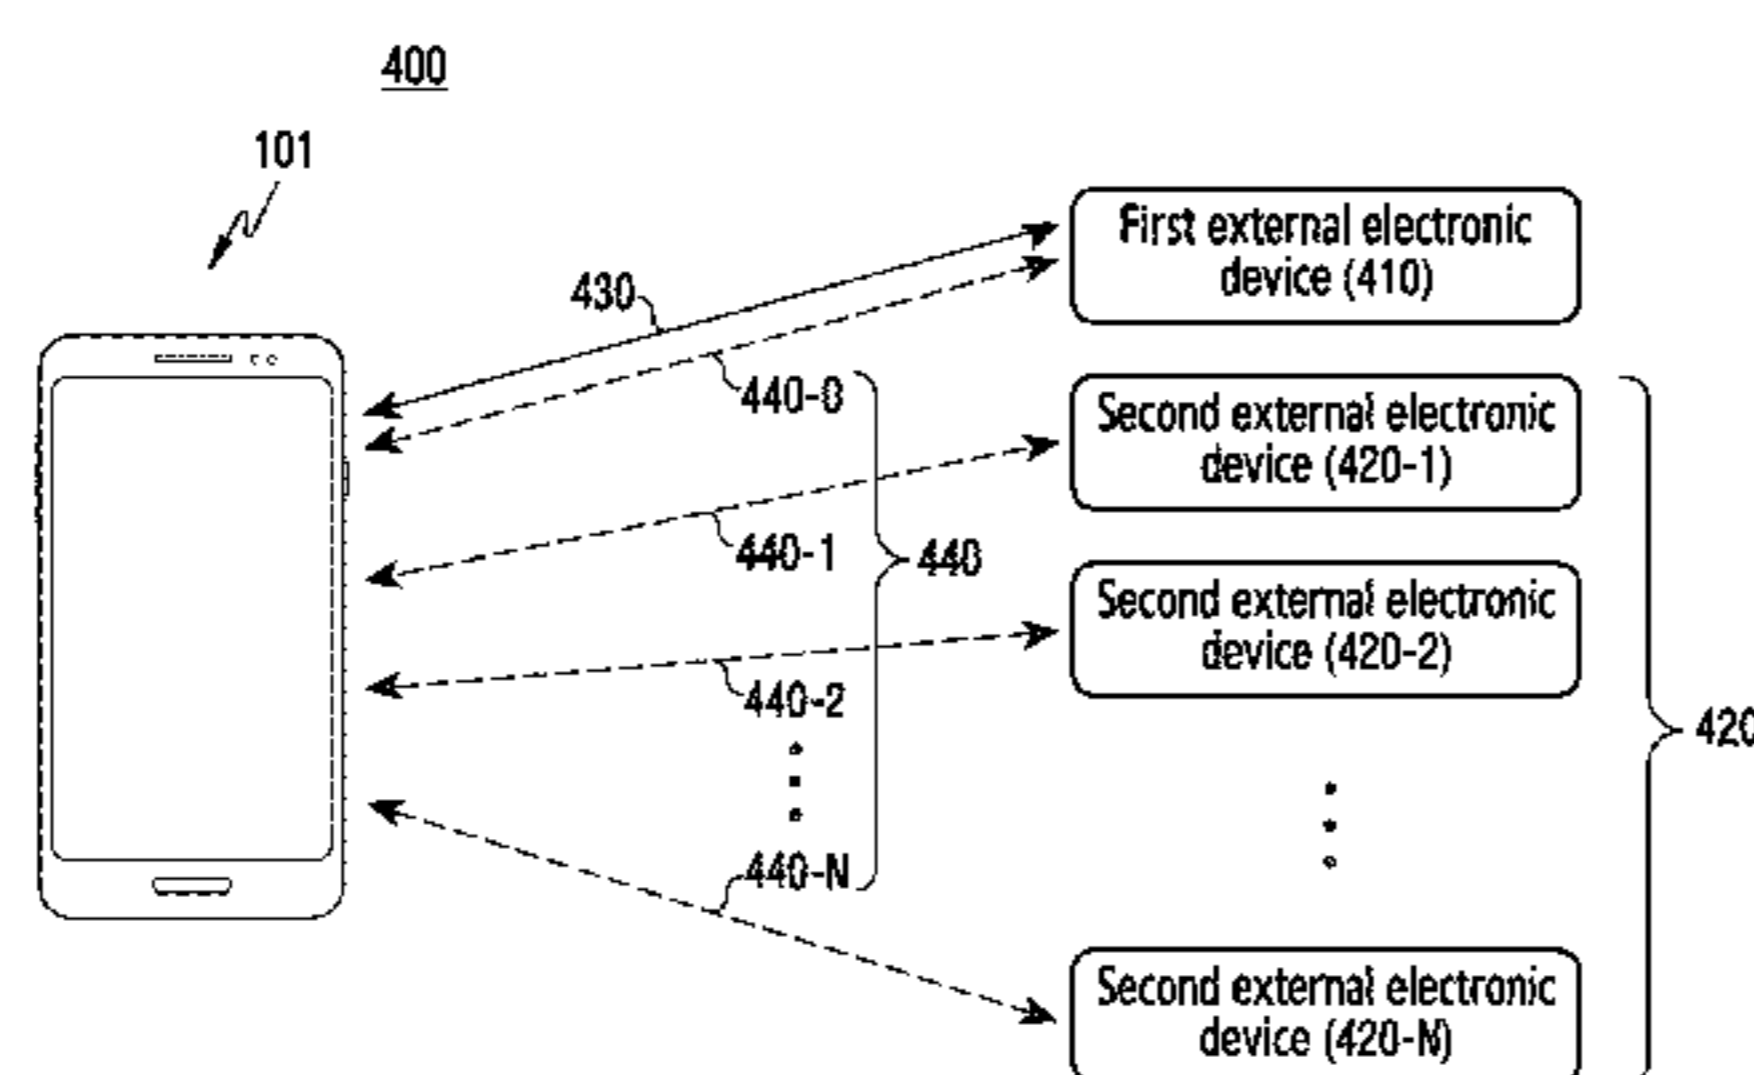 400
101
First external electronic
device (410)
430
440-0
Second external electronic
device (420-1)
440-1
440
Second external electronic
device (420-2)
440-2
420
440-N
Second external electronic
device (420-N)